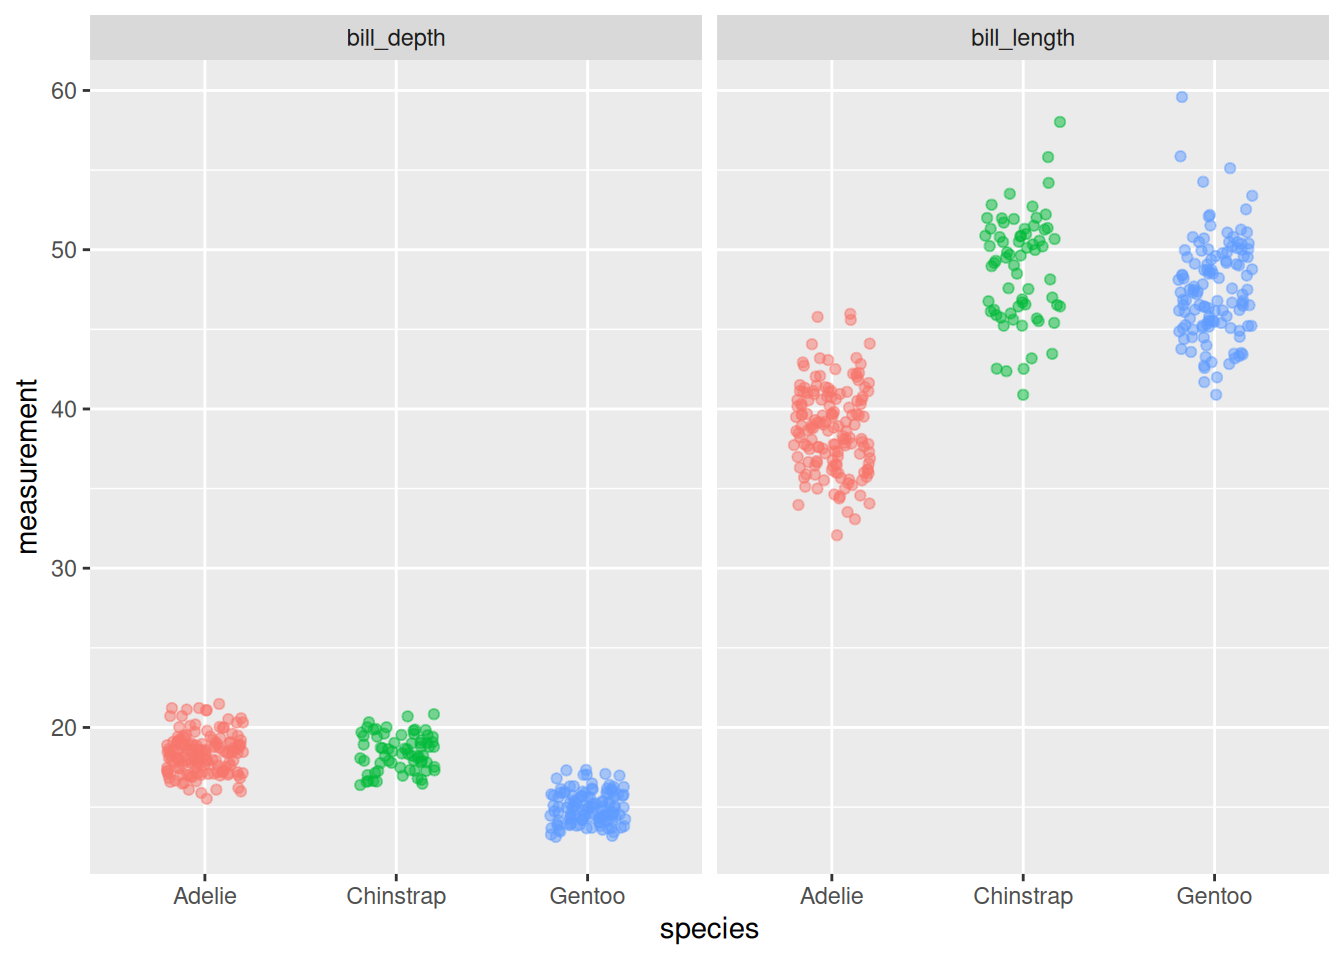 bill_depth
bill_length
60
50
40
30
20
measurement
Adelie
Chinstrap
Gentoo
Adelie
Chinstrap
Gentoo
species